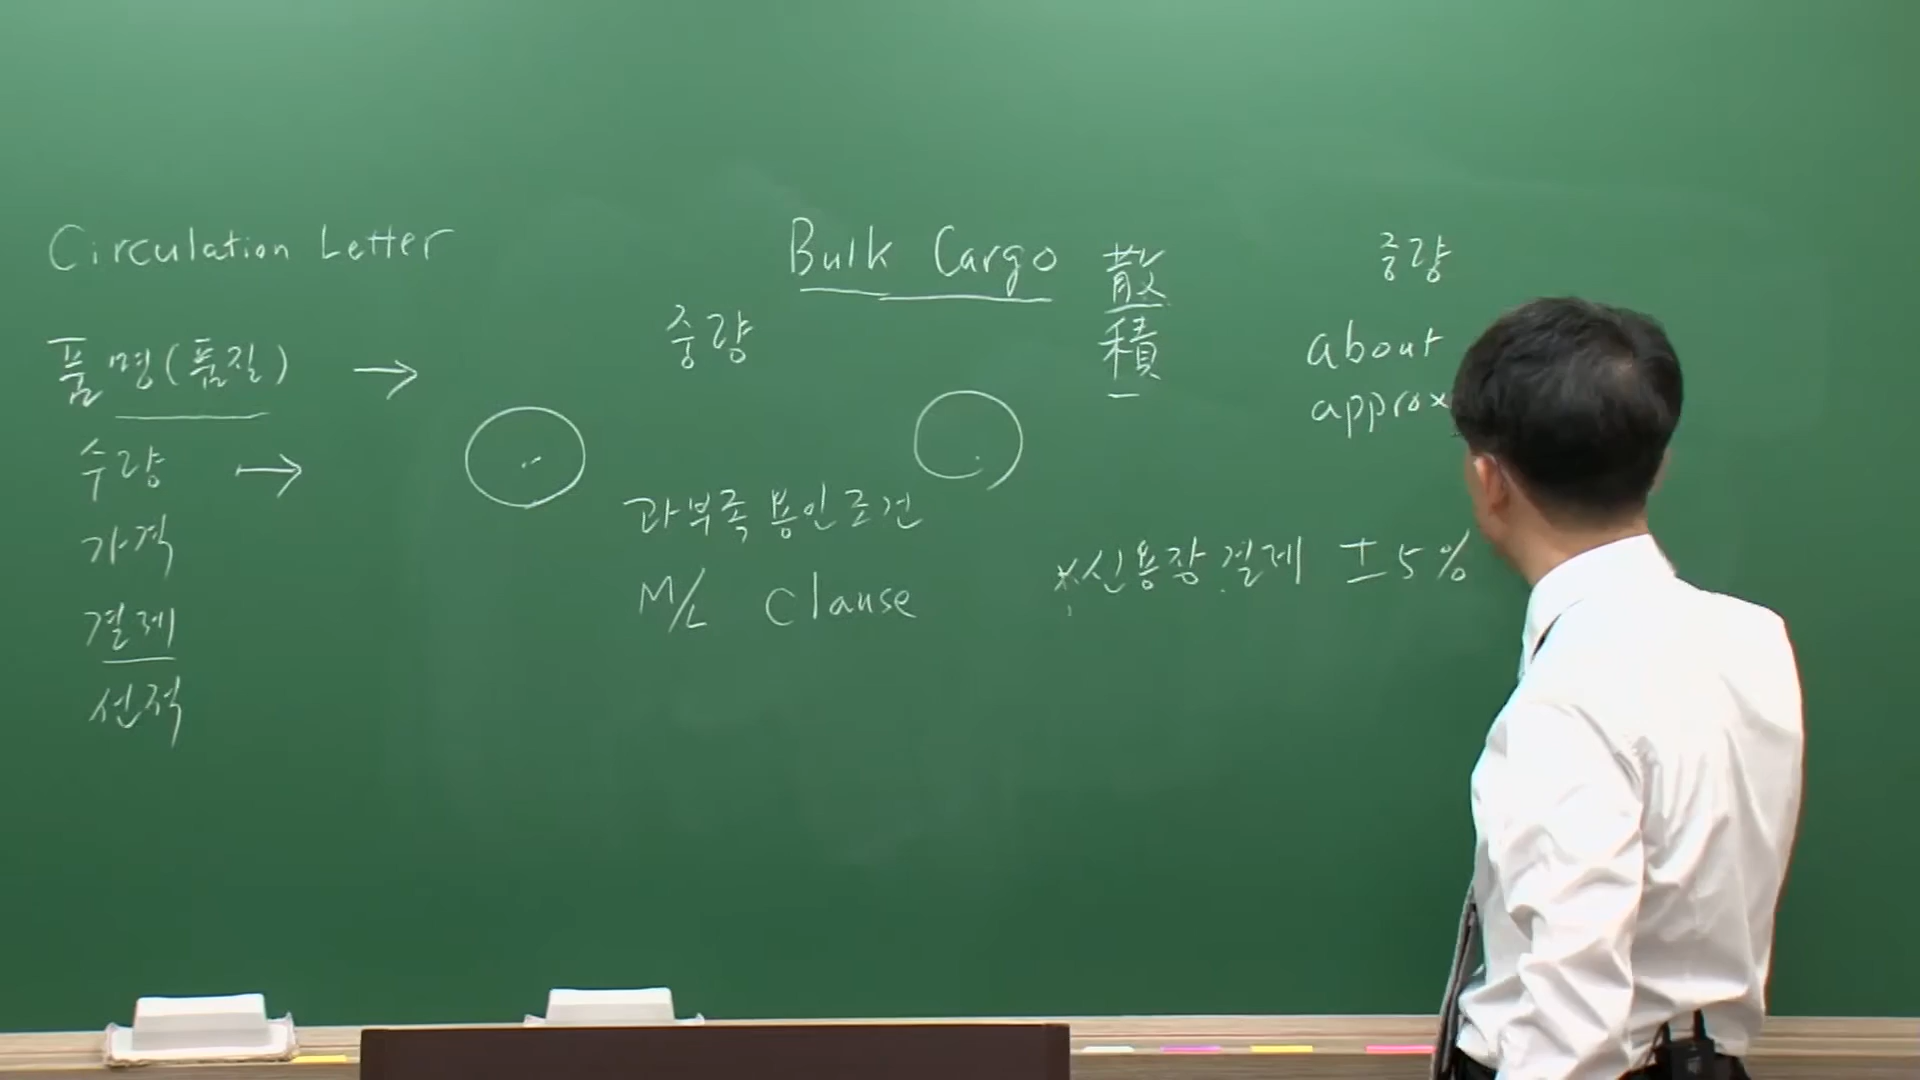 Circulation Letter
품명(품질) →
수량 →
가격
결제
선적
Bulk Cargo
散
積
중량
과부족용인조건
M/L Clause
중량
about
approx
*신용장 결제 ±5%